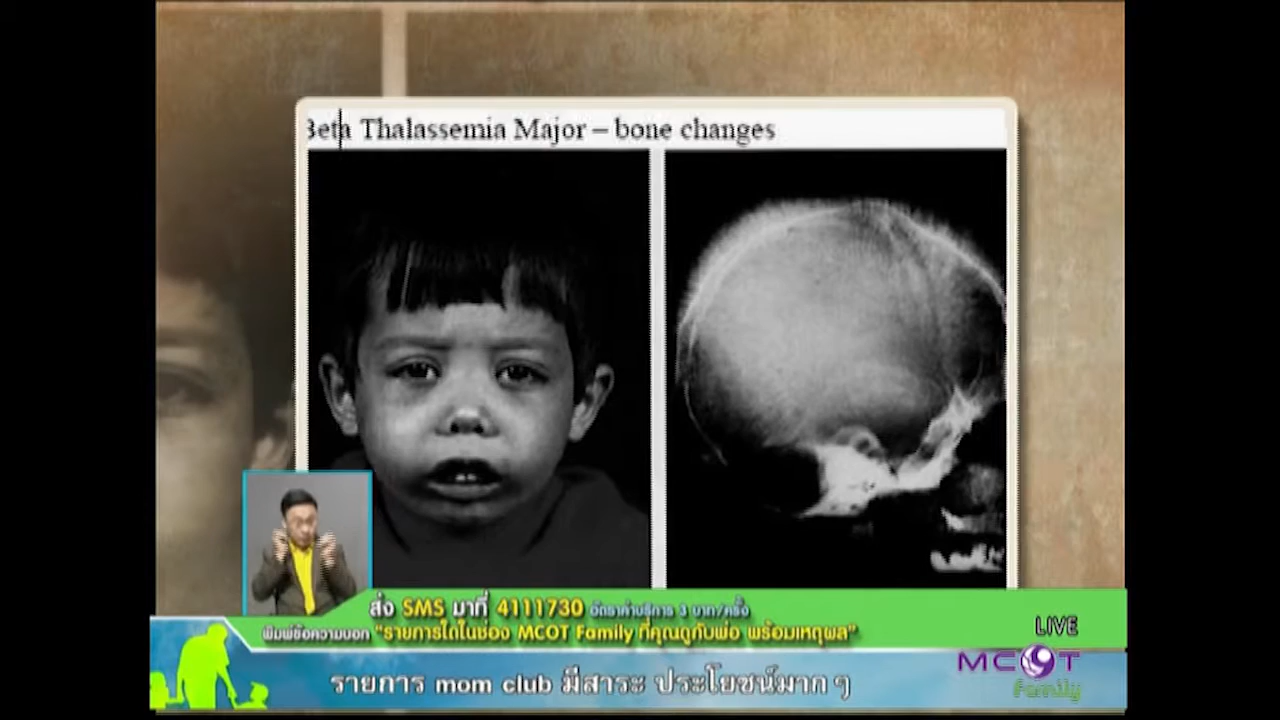 Beta Thalassemia Major – bone changes
ส่ง SMS มาที่ 4111730 อัตราค่าบริการ 3 บาท/ครั้ง
พิมพ์ข้อความบอก "รายการใดในช่อง MCOT Family ที่คุณดูกับพ่อ พร้อมเหตุผล"
LIVE
MCOT
Family
รายการ mom club มีสาระ ประโยชน์มาก ๆ